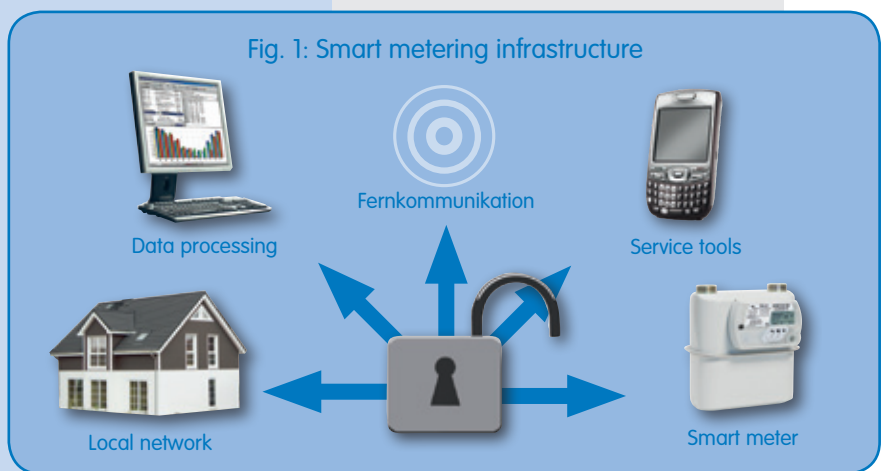 Fig. 1: Smart metering infrastructure
Fernkommunikation
Data processing
Service tools
Local network
Smart meter